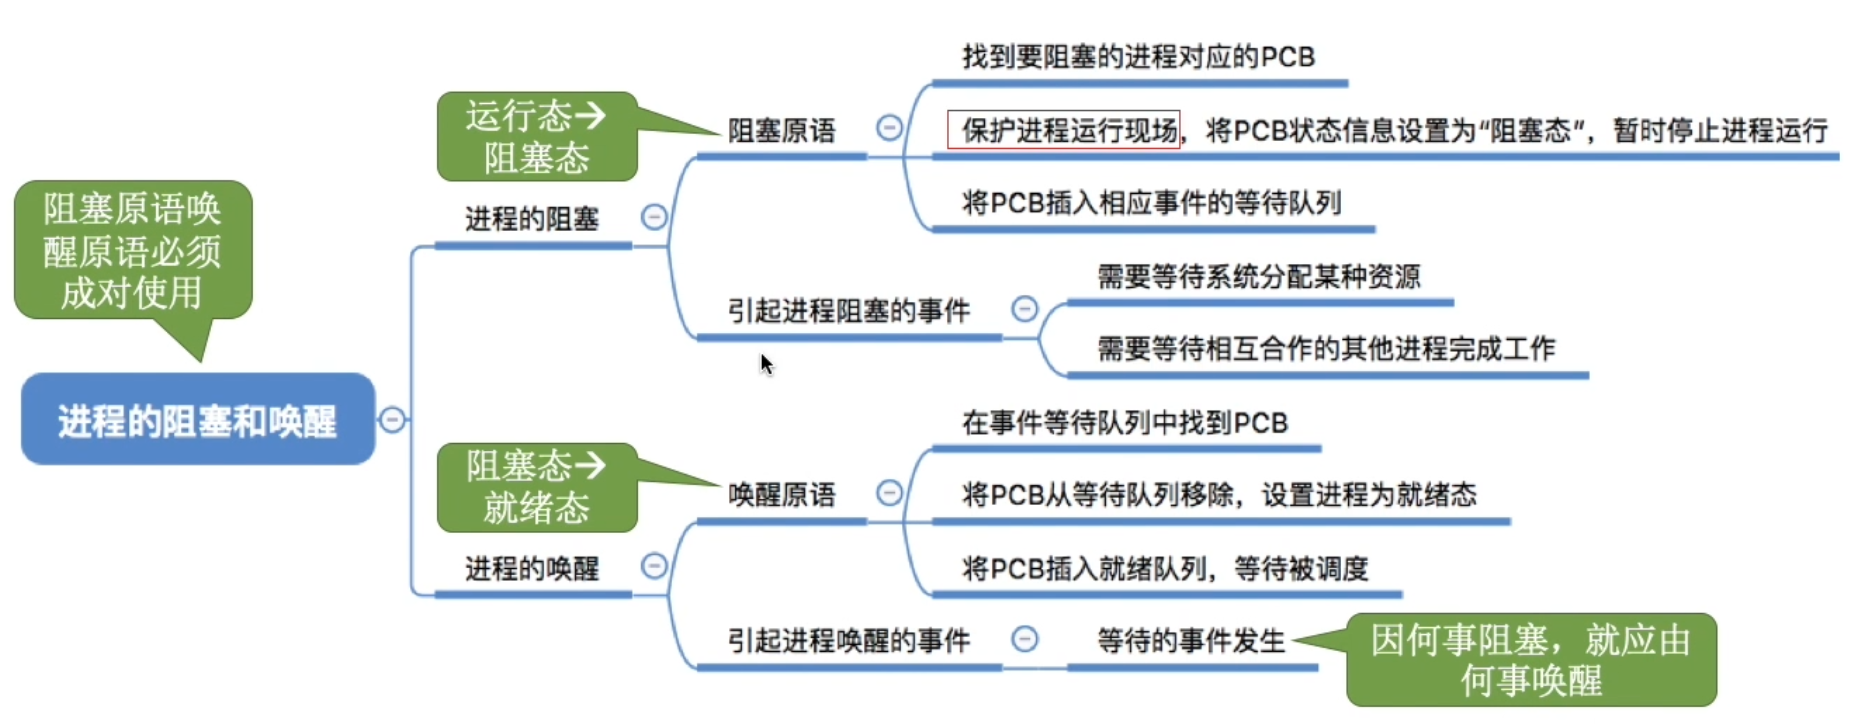 找到要阻塞的进程对应的PCB
运行态→
阻塞态
阻塞原语
保护进程运行现场，将PCB状态信息设置为“阻塞态”，暂时停止进程运行
将PCB插入相应事件的等待队列
进程的阻塞
阻塞原语唤
醒原语必须
成对使用
引起进程阻塞的事件
需要等待系统分配某种资源
需要等待相互合作的其他进程完成工作
进程的阻塞和唤醒
阻塞态→
就绪态
唤醒原语
在事件等待队列中找到PCB
将PCB从等待队列移除，设置进程为就绪态
将PCB插入就绪队列，等待被调度
进程的唤醒
引起进程唤醒的事件
等待的事件发生
因何事阻塞，就应由
何事唤醒